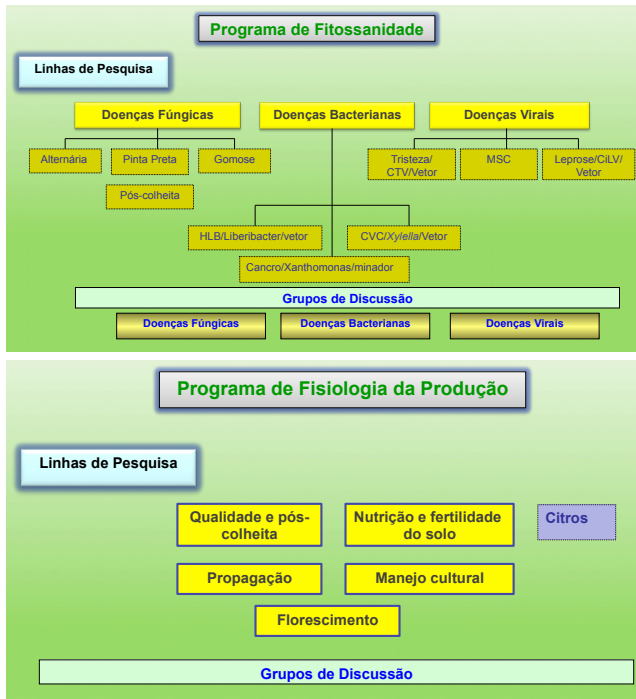 Programa de Fitossanidade
Linhas de Pesquisa
Doenças Fúngicas
Doenças Bacterianas
Doenças Virais
Alternária
Pinta Preta
Gomose
Tristeza/
CTV/Vetor
MSC
Leprose/CiLV/
Vetor
Pós-colheita
HLB/Liberibacter/vetor
CVC/Xylella/Vetor
Cancro/Xanthomonas/minador
Grupos de Discussão
Doenças Fúngicas
Doenças Bacterianas
Doenças Virais
Programa de Fisiologia da Produção
Linhas de Pesquisa
Qualidade e pós-
colheita
Nutrição e fertilidade
do solo
Citros
Propagação
Manejo cultural
Florescimento
Grupos de Discussão